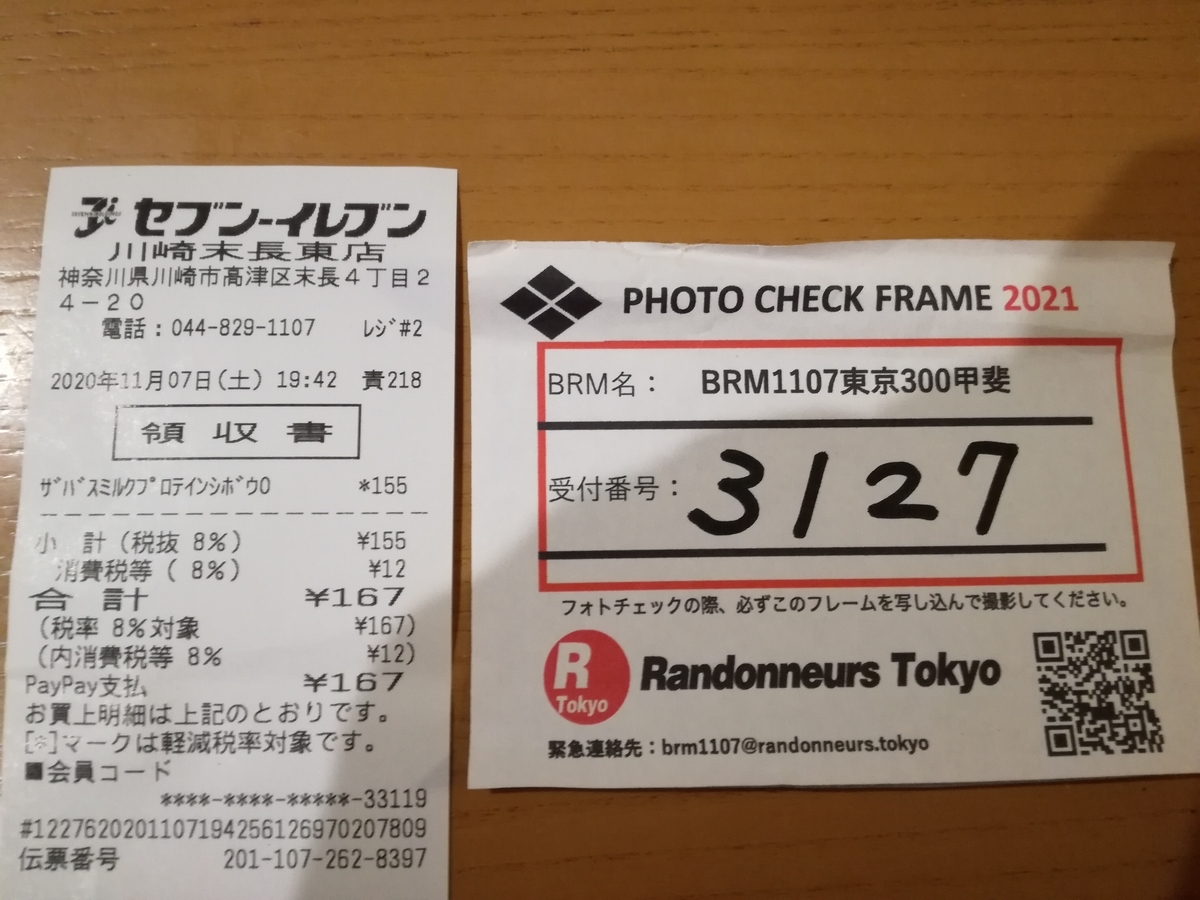 セブン-イレブン
川崎末長東店
神奈川県川崎市高津区末長4丁目2
4-20
電話:044-829-1107 レジ#2
2020年11月07日(土) 19:42 責218
領収書
ザバスミルクプロテインシボウ0 *155
小 計(税抜 8%) ¥155
消費税等( 8%) ¥12
合 計 ¥167
(税率 8%対象 ¥167)
(内消費税等 8% ¥12)
PayPay支払 ¥167
お買上明細は上記のとおりです。
[*]マークは軽減税率対象です。
■会員コード
****-****-*****-33119
#1227620201107194256126970207809
伝票番号 201-107-262-8397
PHOTO CHECK FRAME 2021
BRM名: BRM1107東京300甲斐
受付番号: 3127
フォトチェックの際、必ずこのフレームを写し込んで撮影してください。
R
Tokyo
Randonneurs Tokyo
緊急連絡先:brm1107@randonneurs.tokyo